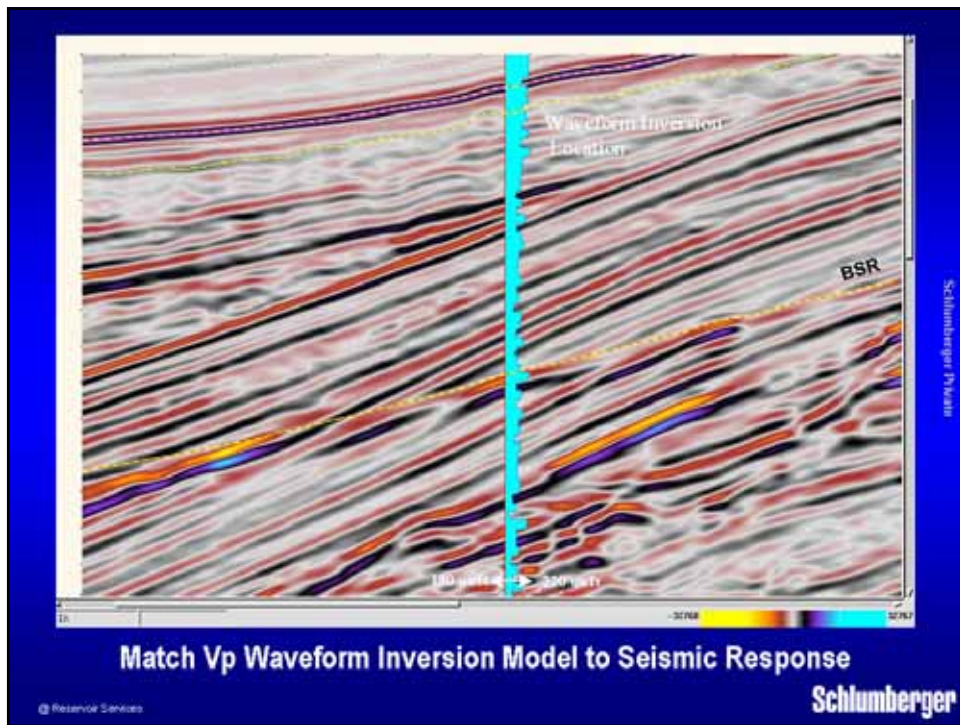 Waveform Inversion
Location
BSR
Schlumberger Private
-32768
32767
Match Vp Waveform Inversion Model to Seismic Response
@ Reservoir Services
Schlumberger